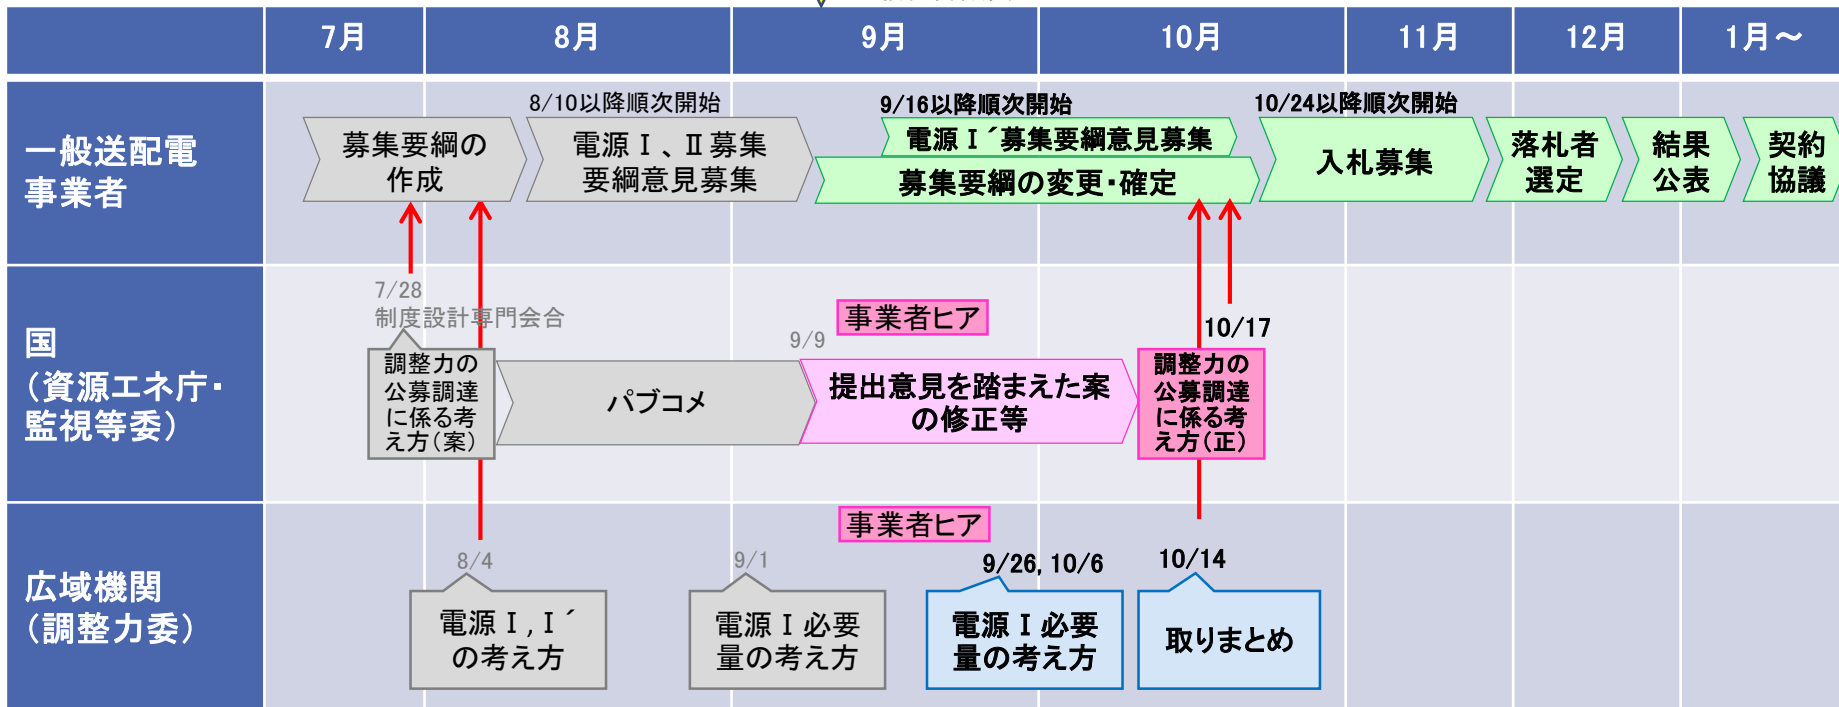 7月
8月
9月
10月
11月
12月
1月～
一般送配電
事業者
8/10以降順次開始
9/16以降順次開始
10/24以降順次開始
募集要綱の
作成
電源Ⅰ、Ⅱ募集
要綱意見募集
電源Ⅰ´募集要綱意見募集
募集要綱の変更・確定
入札募集
落札者
選定
結果
公表
契約
協議
国
（資源エネ庁・
監視等委）
7/28
制度設計専門会合
調整力の
公募調達
に係る考
え方（案）
パブコメ
9/9
事業者ヒア
提出意見を踏まえた案
の修正等
10/17
調整力の
公募調達
に係る考
え方（正）
広域機関
（調整力委）
事業者ヒア
8/4
電源Ⅰ,Ⅰ´
の考え方
9/1
電源Ⅰ必要
量の考え方
9/26, 10/6
電源Ⅰ必要
量の考え方
10/14
取りまとめ